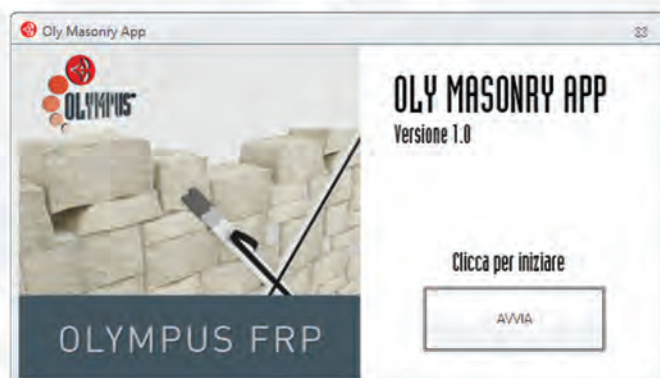 Oly Masonry App
OLYMPUS
OLY MASONRY APP
Versione 1.0
Clicca per iniziare
AVVIA
OLYMPUS FRP